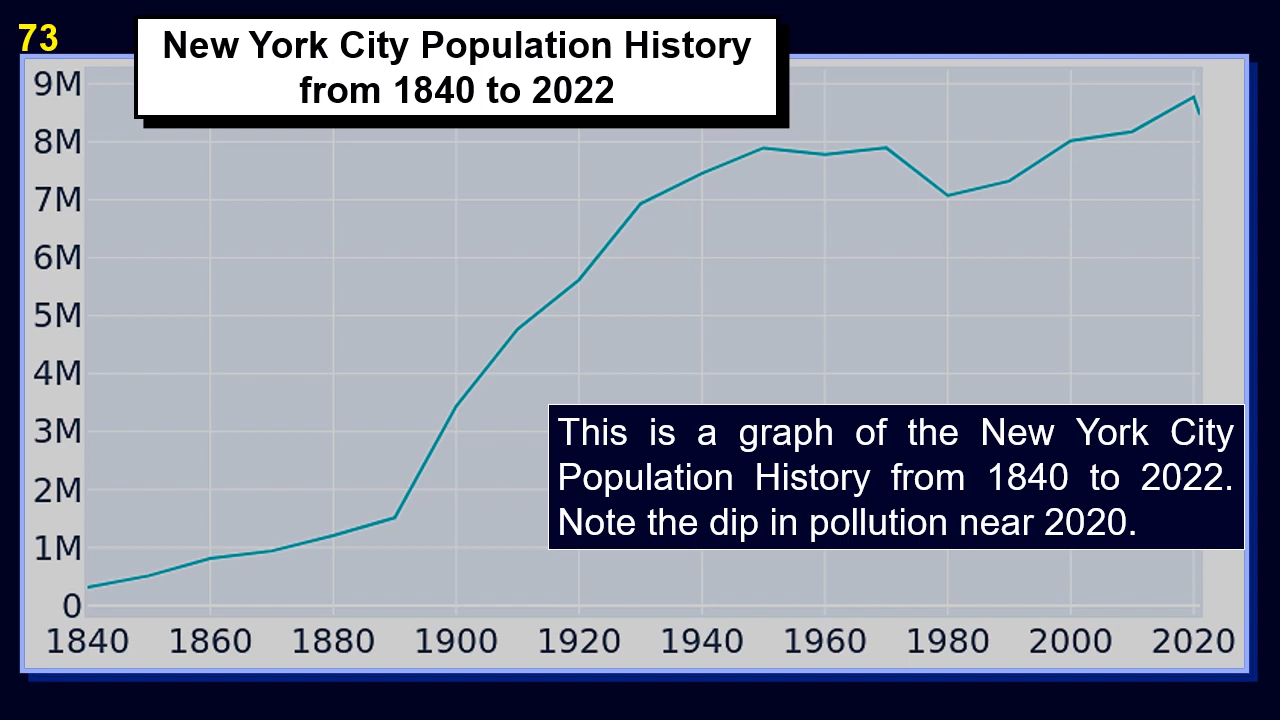 73
New York City Population History
from 1840 to 2022
9M
8M
7M
6M
5M
4M
3M
2M
1M
0
This is a graph of the New York City
Population History from 1840 to 2022.
Note the dip in pollution near 2020.
1840 1860 1880 1900 1920 1940 1960 1980 2000 2020